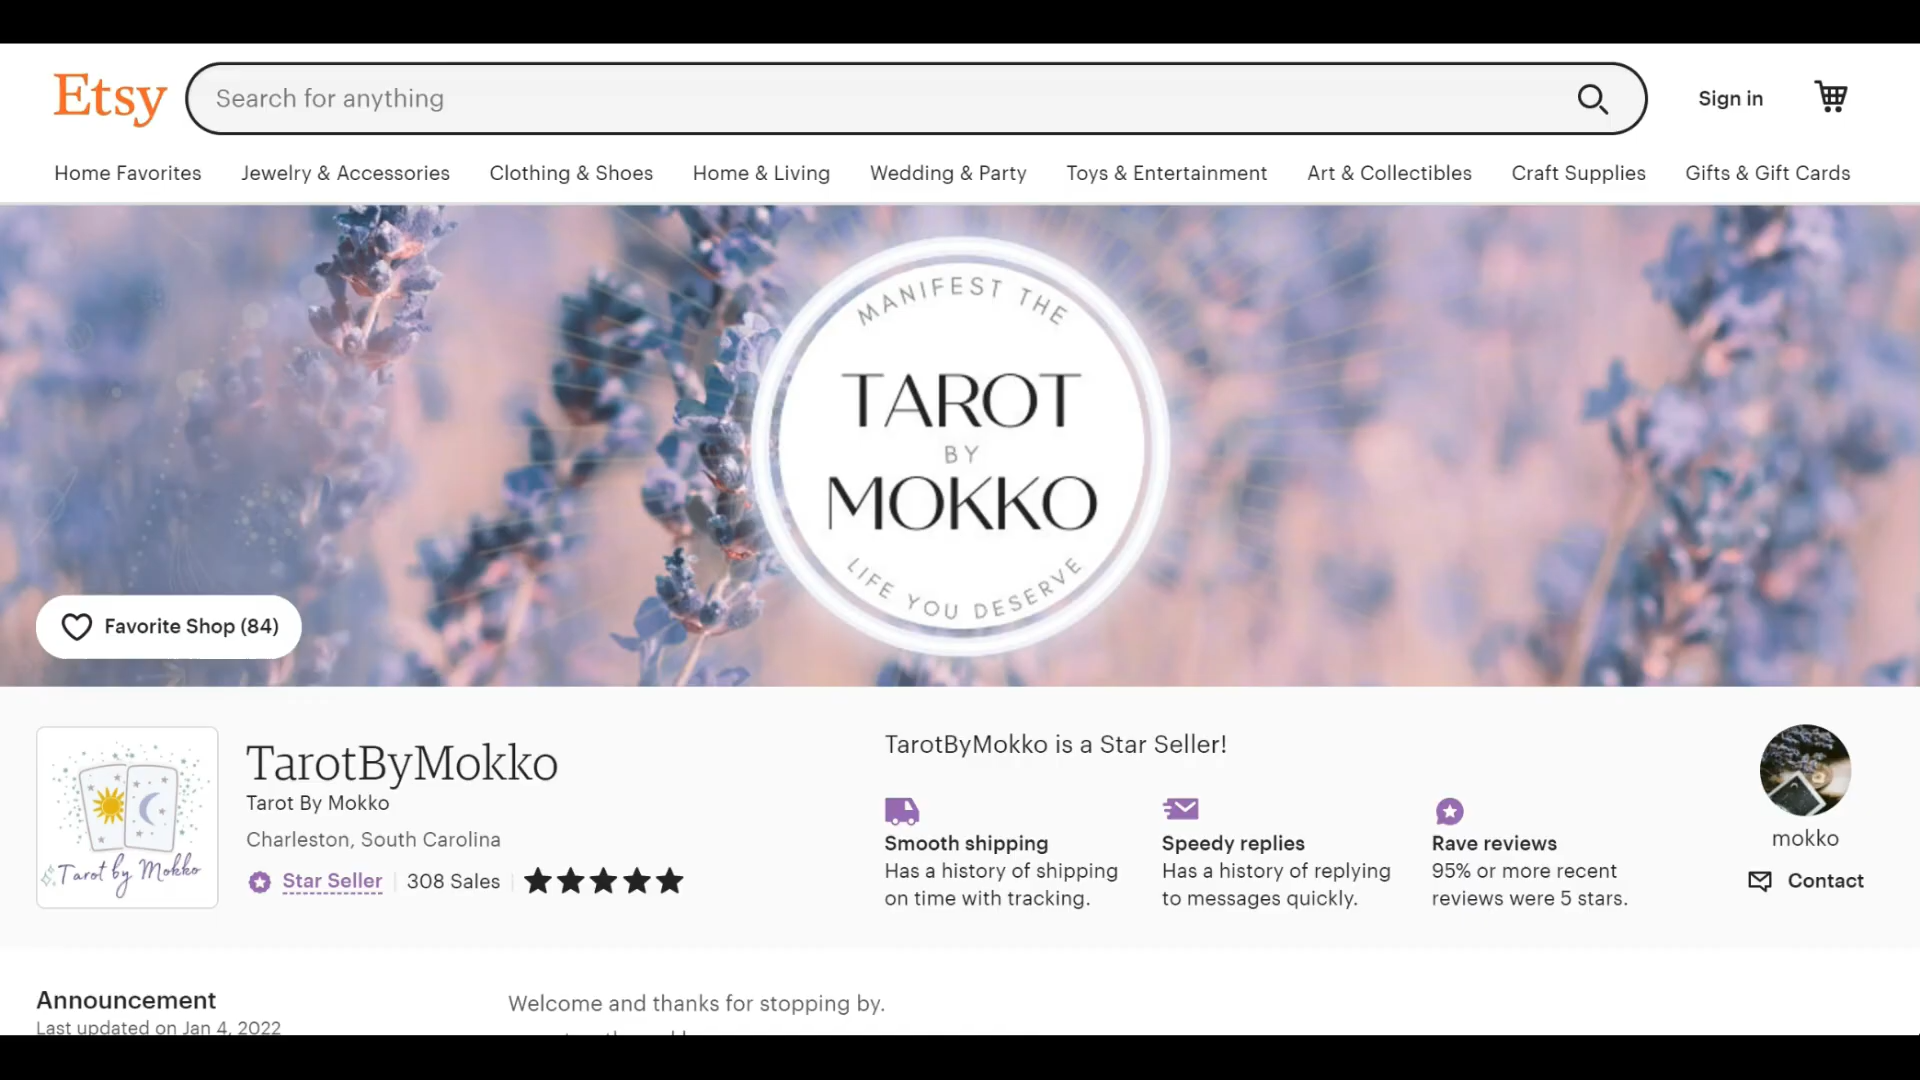 Etsy
Search for anything
Sign in
Home Favorites
Jewelry & Accessories
Clothing & Shoes
Home & Living
Wedding & Party
Toys & Entertainment
Art & Collectibles
Craft Supplies
Gifts & Gift Cards
MANIFEST THE
TAROT
BY
MOKKO
LIFE YOU DESERVE
Favorite Shop (84)
Tarot by Mokko
TarotByMokko
Tarot By Mokko
Charleston, South Carolina
Star Seller
308 Sales
TarotByMokko is a Star Seller!
Smooth shipping
Has a history of shipping
on time with tracking.
Speedy replies
Has a history of replying
to messages quickly.
Rave reviews
95% or more recent
reviews were 5 stars.
mokko
Contact
Announcement
Last updated on Jan 4, 2022
Welcome and thanks for stopping by.